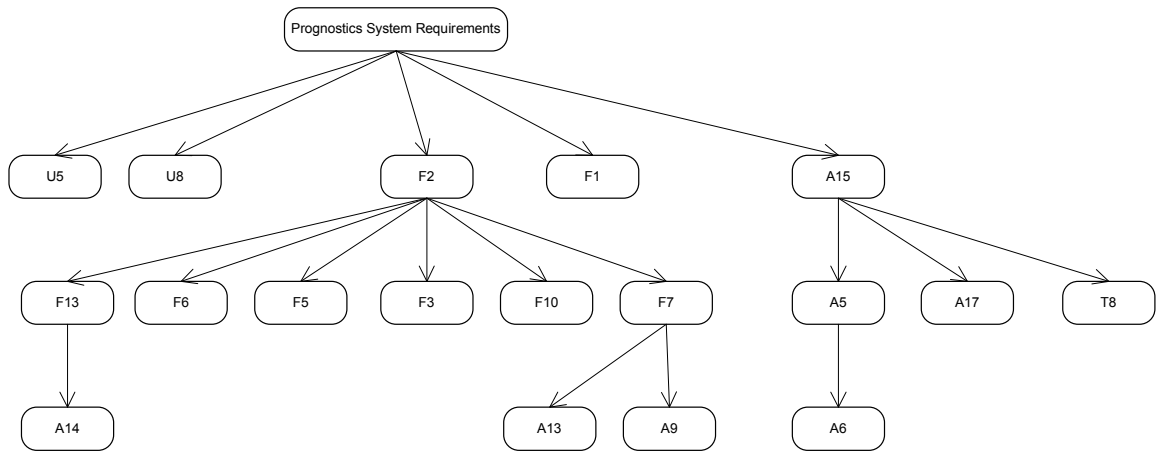 Prognostics System Requirements
U5
U8
F2
F1
A15
F13
F6
F5
F3
F10
F7
A5
A17
T8
A14
A13
A9
A6